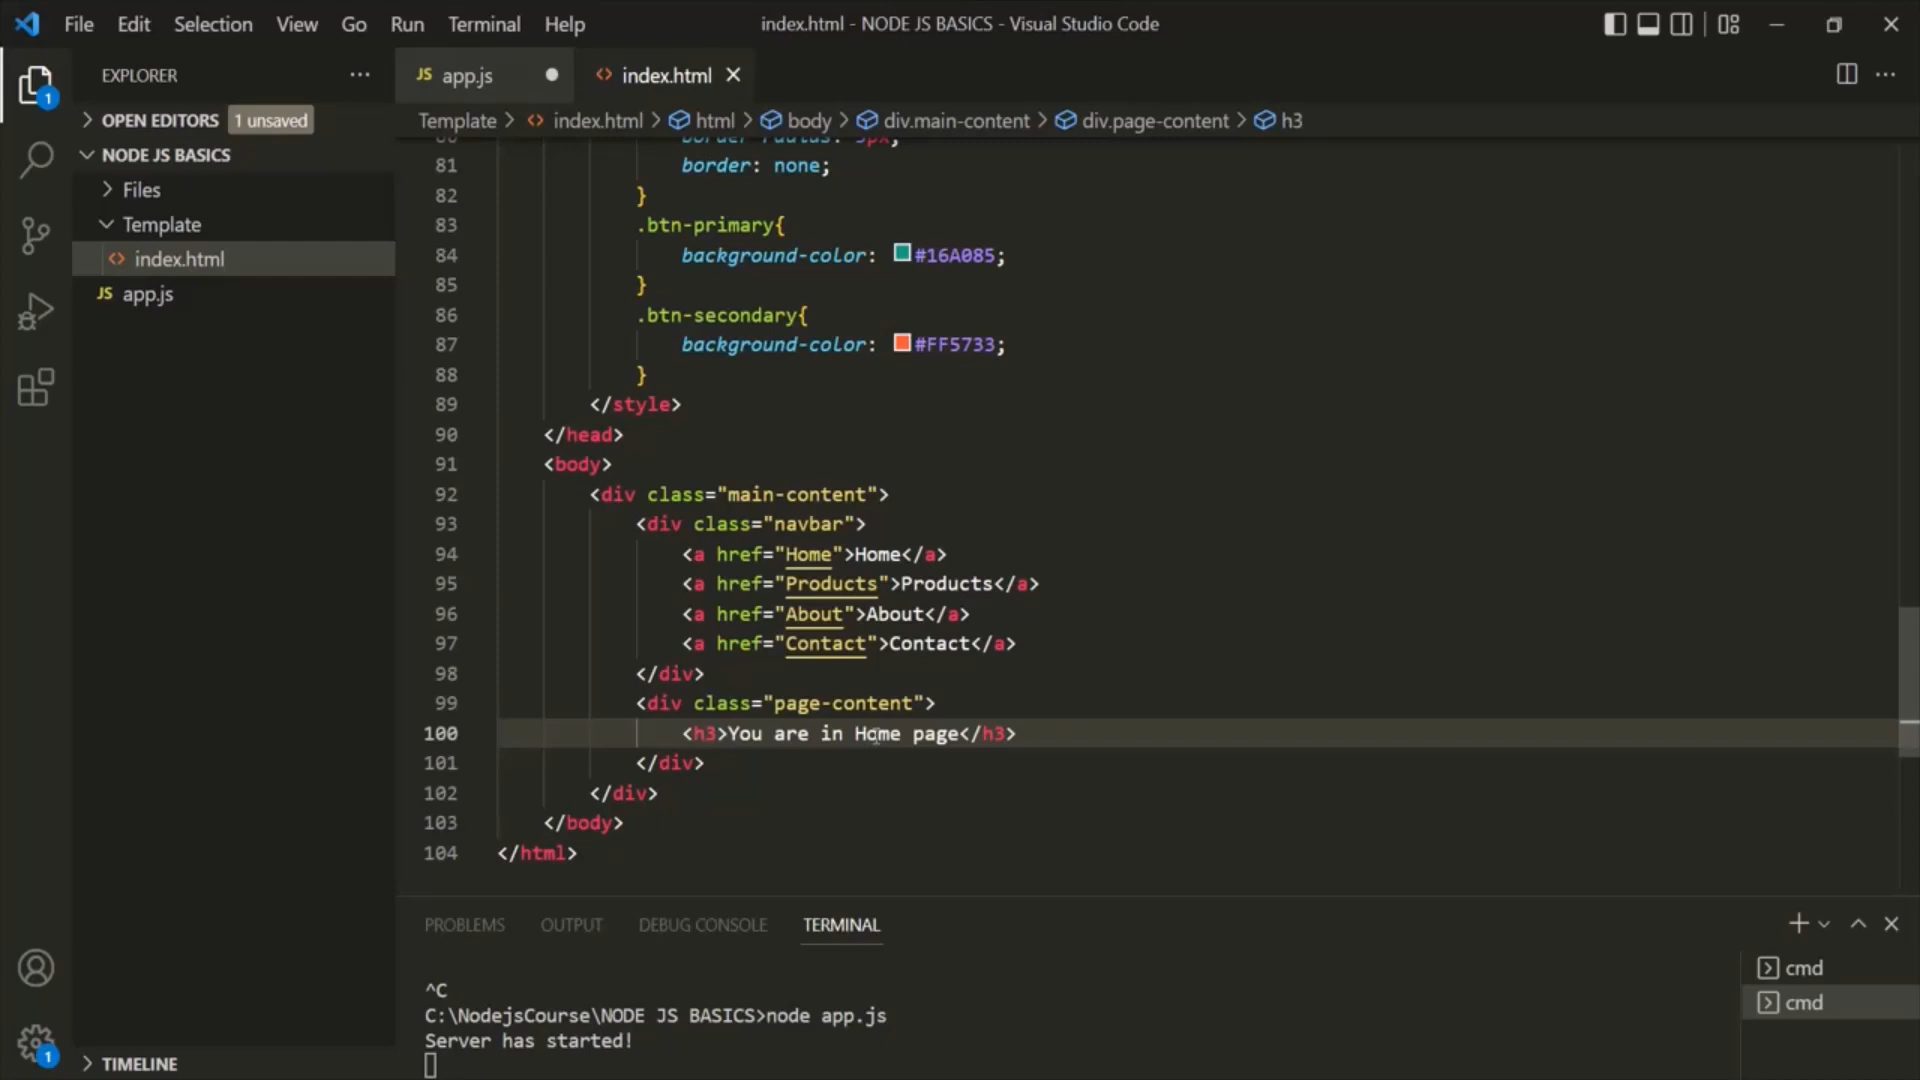 File Edit Selection View Go Run Terminal Help
index.html - NODE JS BASICS - Visual Studio Code
EXPLORER
OPEN EDITORS 1 unsaved
NODE JS BASICS
Files
Template
<> index.html
JS app.js
TIMELINE
1
1
JS app.js
<> index.html
Template > <> index.html > html > body > div.main-content > div.page-content > h3
81 border: none;
82 }
83 .btn-primary{
84 background-color: #16A085;
85 }
86 .btn-secondary{
87 background-color: #FF5733;
88 }
89 </style>
90 </head>
91 <body>
92 <div class="main-content">
93 <div class="navbar">
94 <a href="Home">Home</a>
95 <a href="Products">Products</a>
96 <a href="About">About</a>
97 <a href="Contact">Contact</a>
98 </div>
99 <div class="page-content">
100 <h3>You are in Home page</h3>
101 </div>
102 </div>
103 </body>
104 </html>
PROBLEMS OUTPUT DEBUG CONSOLE TERMINAL
^C
C:\NodejsCourse\NODE JS BASICS>node app.js
Server has started!
cmd
cmd